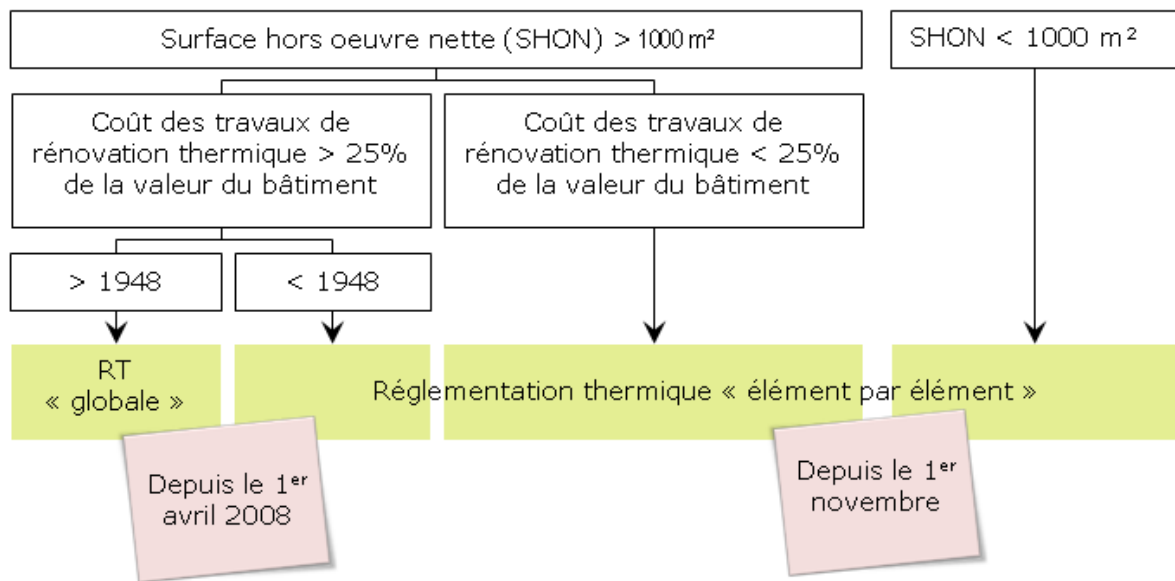 Surface hors oeuvre nette (SHON) > 1000 m²
SHON < 1000 m²
Coût des travaux de
rénovation thermique > 25%
de la valeur du bâtiment
Coût des travaux de
rénovation thermique < 25%
de la valeur du bâtiment
> 1948
< 1948
RT
« globale »
Réglementation thermique « élément par élément »
Depuis le 1er
avril 2008
Depuis le 1er
novembre